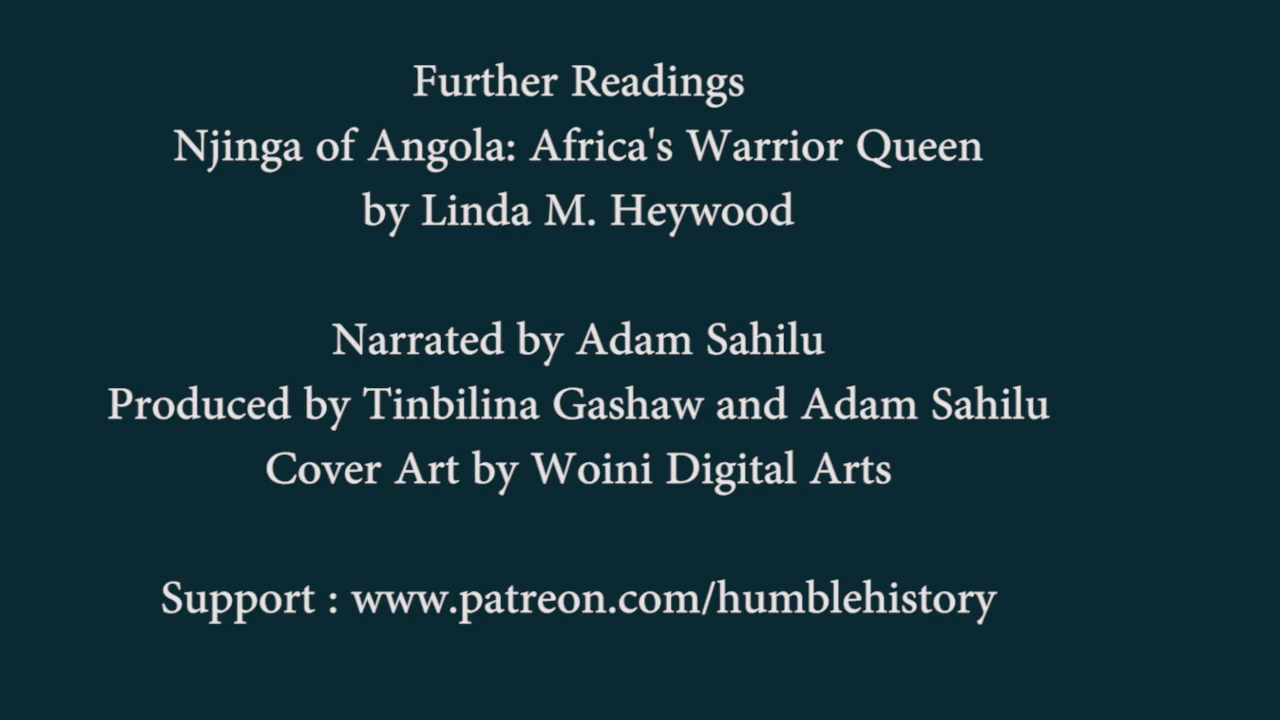 Further Readings
Njinga of Angola: Africa's Warrior Queen
by Linda M. Heywood
Narrated by Adam Sahilu
Produced by Tinbilina Gashaw and Adam Sahilu
Cover Art by Woini Digital Arts
Support : www.patreon.com/humblehistory